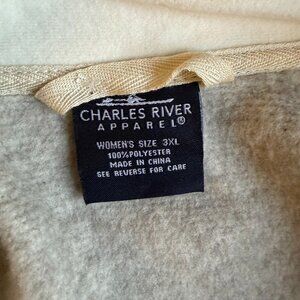 CHARLES RIVER
APPAREL®
WOMEN'S SIZE 3XL
100%POLYESTER
MADE IN CHINA
SEE REVERSE FOR CARE